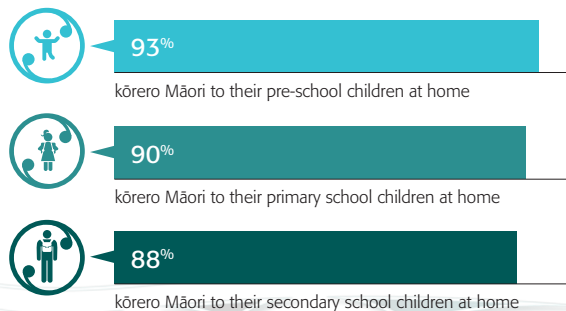 93%
kōrero Māori to their pre-school children at home
90%
kōrero Māori to their primary school children at home
88%
kōrero Māori to their secondary school children at home